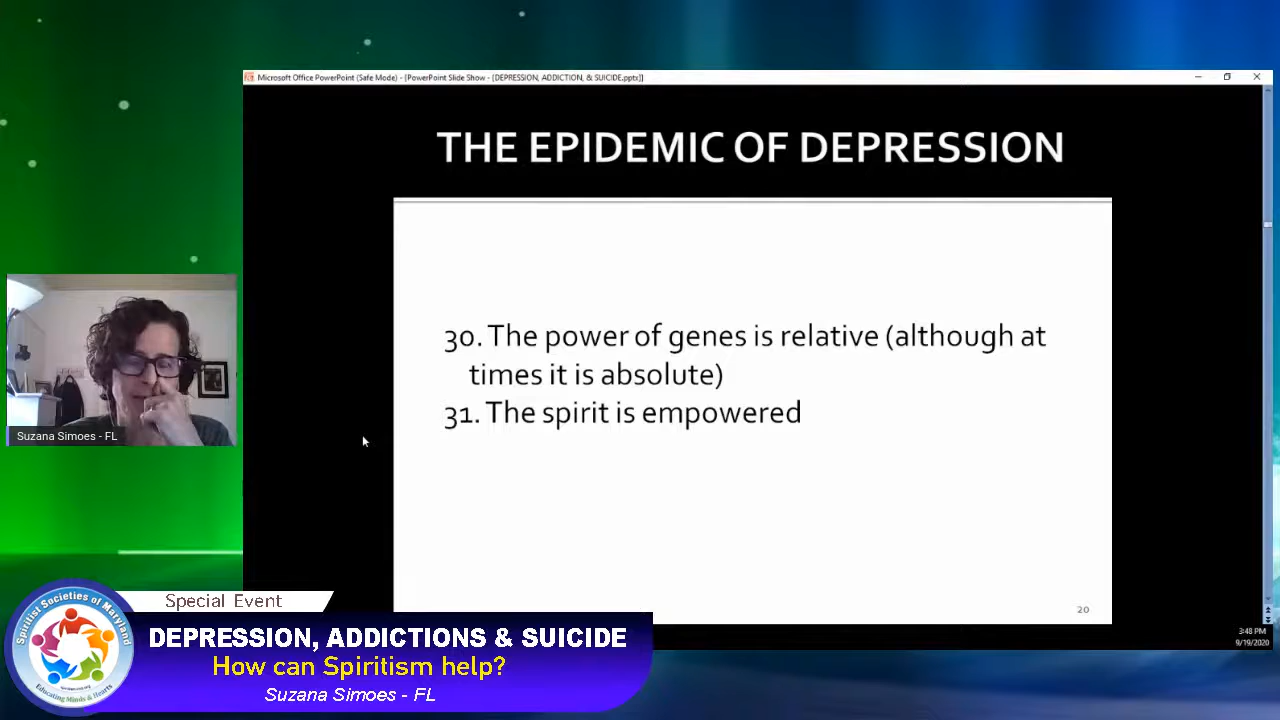 Microsoft Office PowerPoint (Safe Mode) - [PowerPoint Slide Show - [DEPRESSION, ADDICTION, & SUICIDE.pptx]]
THE EPIDEMIC OF DEPRESSION
30. The power of genes is relative (although at
times it is absolute)
31. The spirit is empowered
20
3:48 PM
9/19/2020
Suzana Simoes - FL
Spiritist Societies of Maryland
Educating Minds & Hearts
Special Event
DEPRESSION, ADDICTIONS & SUICIDE
How can Spiritism help?
Suzana Simoes - FL